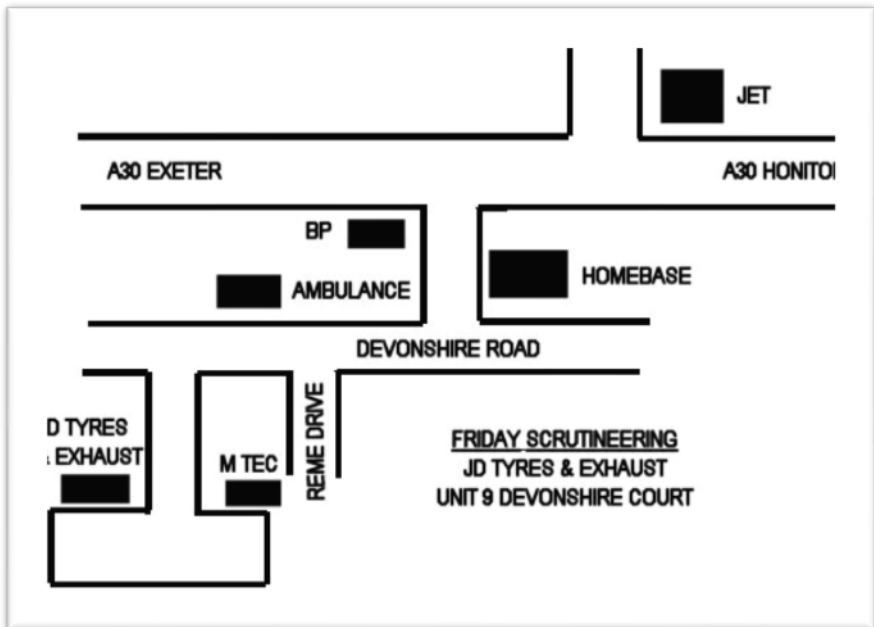 JET
A30 EXETER
A30 HONITO
BP
AMBULANCE
HOMEBASE
DEVONSHIRE ROAD
REME DRIVE
D TYRES
& EXHAUST
M TEC
FRIDAY SCRUTINEERING
JD TYRES & EXHAUST
UNIT 9 DEVONSHIRE COURT